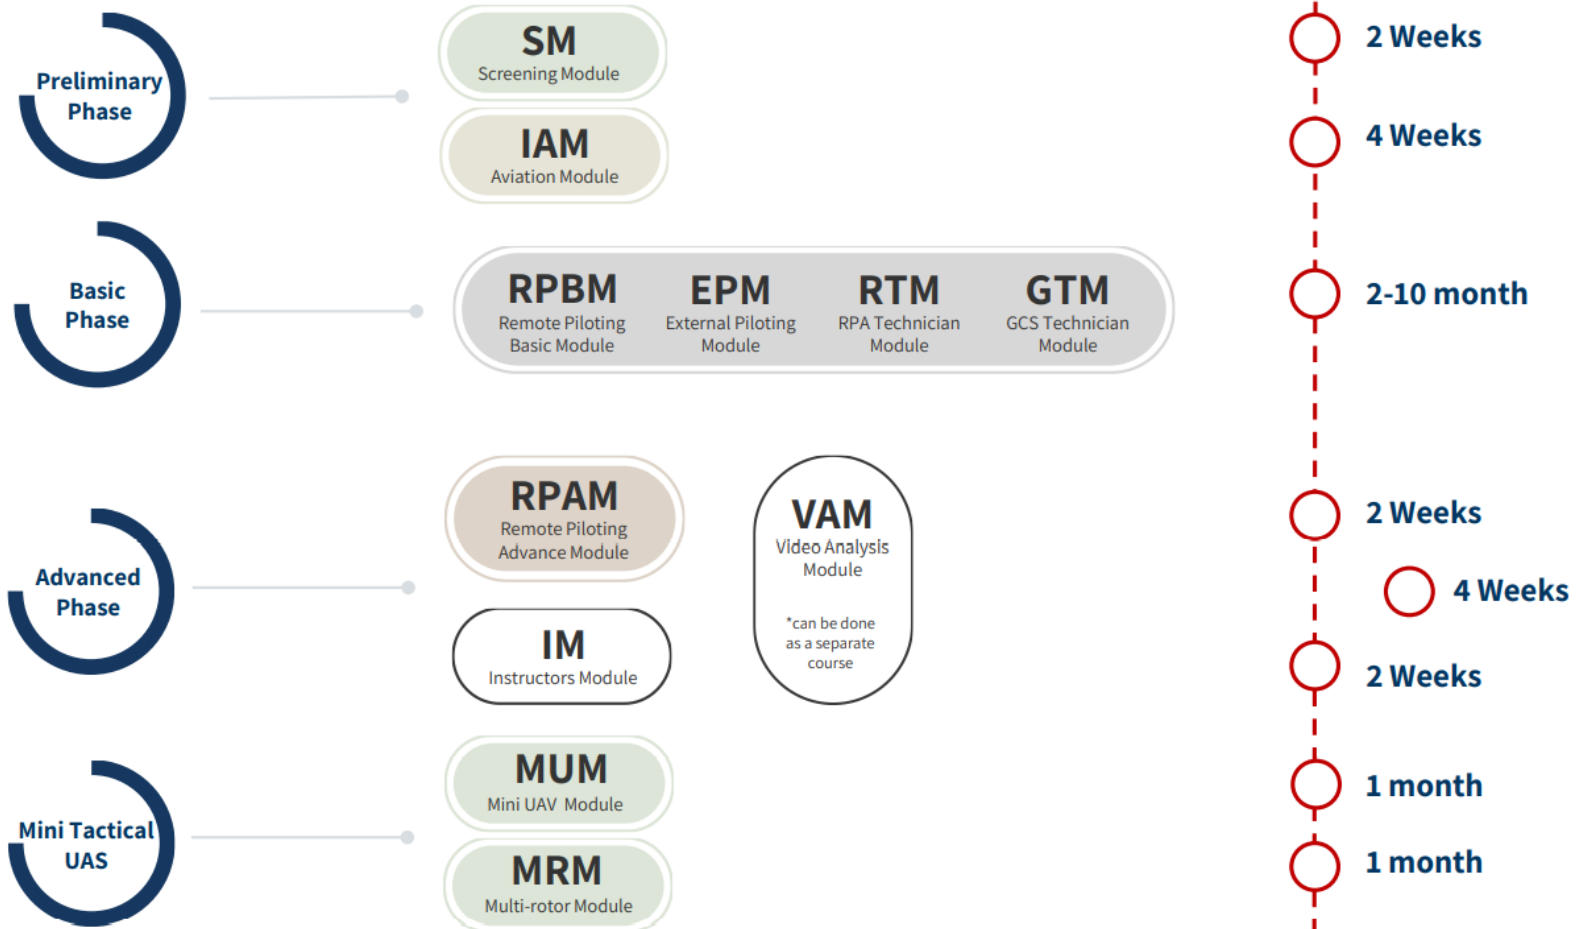 Preliminary
Phase
SM
Screening Module
2 Weeks
IAM
Aviation Module
4 Weeks
Basic
Phase
RPBM
Remote Piloting
Basic Module
EPM
External Piloting
Module
RTM
RPA Technician
Module
GTM
GCS Technician
Module
2-10 month
Advanced
Phase
RPAM
Remote Piloting
Advance Module
2 Weeks
VAM
Video Analysis
Module
*can be done
as a separate
course
4 Weeks
IM
Instructors Module
2 Weeks
Mini Tactical
UAS
MUM
Mini UAV Module
1 month
MRM
Multi-rotor Module
1 month